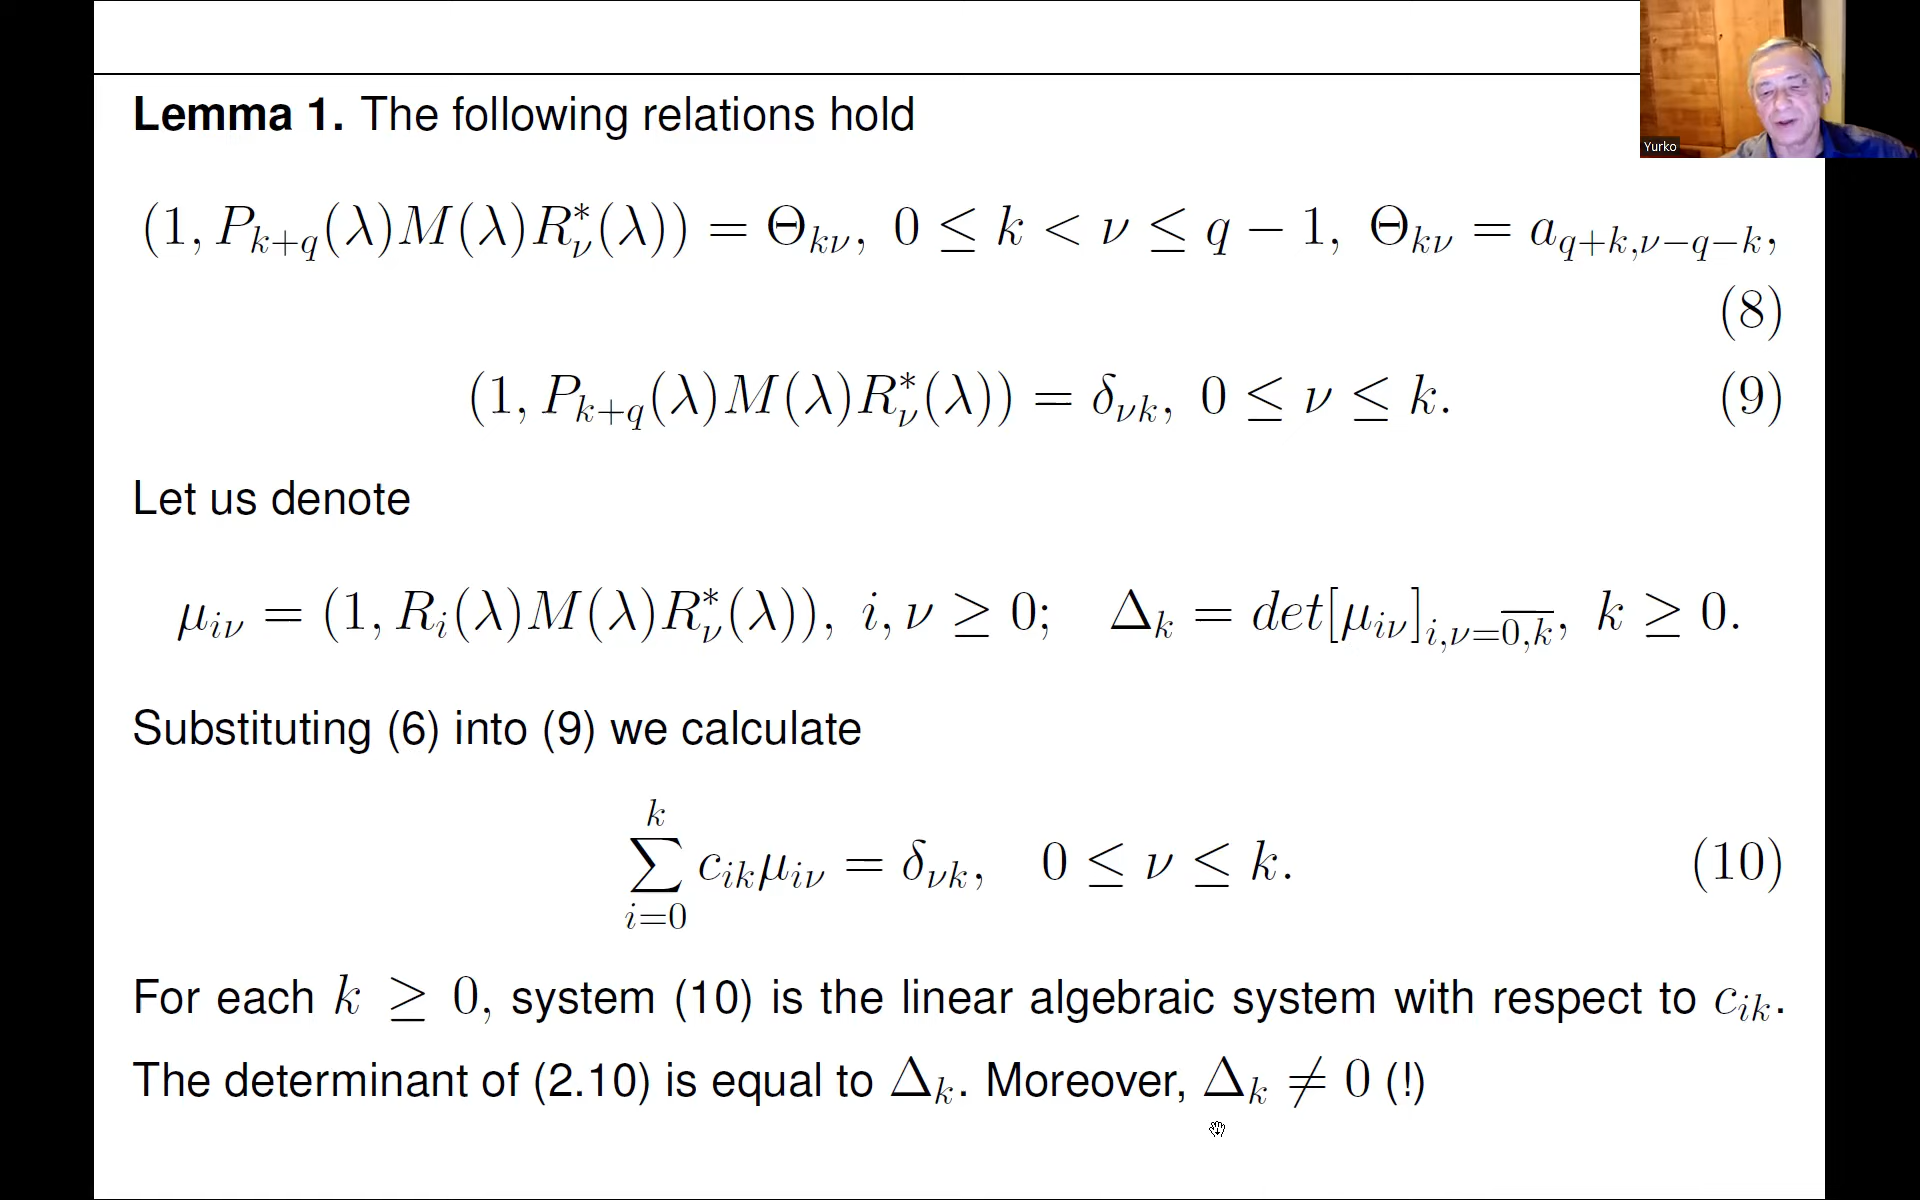 Lemma 1. The following relations hold
Yurko
(1, P_{k+q}(λ)M(λ)R^*_ν(λ)) = Θ_{kν}, 0 ≤ k < ν ≤ q − 1, Θ_{kν} = a_{q+k,ν−q−k},
(8)
(1, P_{k+q}(λ)M(λ)R^*_ν(λ)) = δ_{νk}, 0 ≤ ν ≤ k. (9)
Let us denote
μ_{iν} = (1, R_i(λ)M(λ)R^*_ν(λ)), i, ν ≥ 0; Δ_k = det[μ_{iν}]_{i,ν=\overline{0,k}}, k ≥ 0.
Substituting (6) into (9) we calculate
\sum_{i=0}^{k} c_{ik}μ_{iν} = δ_{νk}, 0 ≤ ν ≤ k. (10)
For each k ≥ 0, system (10) is the linear algebraic system with respect to c_{ik}.
The determinant of (2.10) is equal to Δ_k. Moreover, Δ_k ≠ 0 (!)